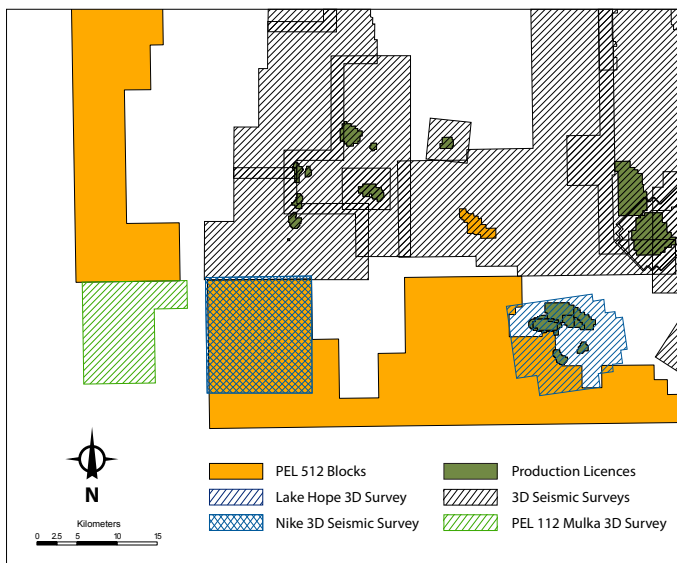 PEL 512 Blocks
Lake Hope 3D Survey
Nike 3D Seismic Survey
Production Licences
3D Seismic Surveys
PEL 112 Mulka 3D Survey
N
Kilometers
0 2.5 5 10 15